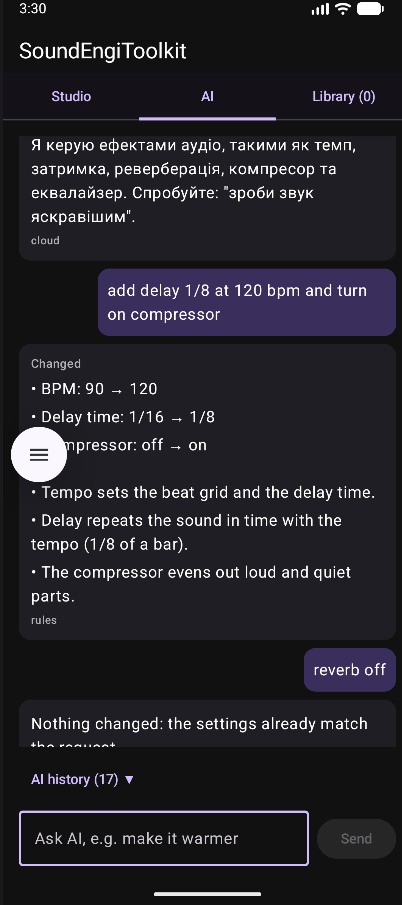 3:30
SoundEngiToolkit
Studio
AI
Library (0)
Я керую ефектами аудіо, такими як темп,
затримка, реверберація, компресор та
еквалайзер. Спробуйте: "зроби звук
яскравішим".
cloud
add delay 1/8 at 120 bpm and turn
on compressor
Changed
• BPM: 90 → 120
• Delay time: 1/16 → 1/8
mpressor: off → on
• Tempo sets the beat grid and the delay time.
• Delay repeats the sound in time with the
tempo (1/8 of a bar).
• The compressor evens out loud and quiet
parts.
rules
reverb off
Nothing changed: the settings already match
the request
AI history (17) ▼
Ask AI, e.g. make it warmer
Send